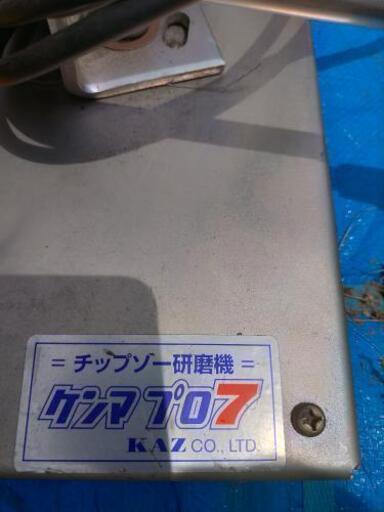 = チップソー研磨機 =
ケンマプロ7
KAZ CO., LTD.